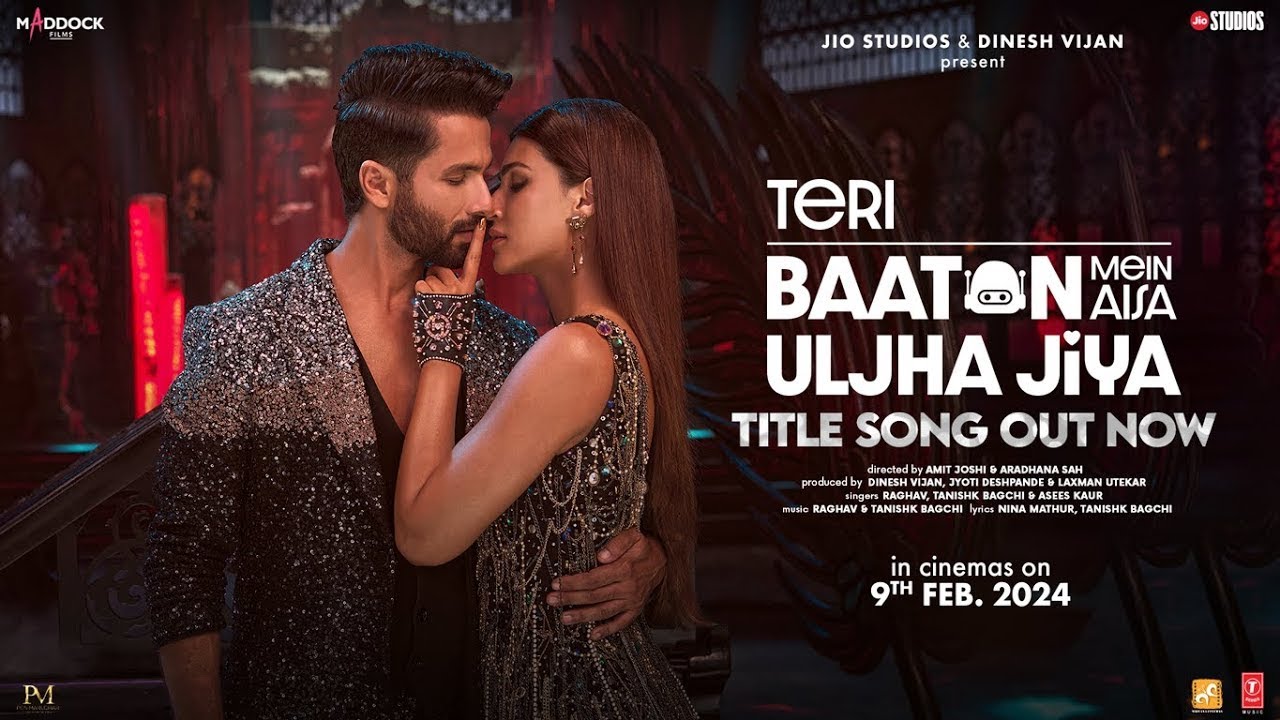 MADDOCK
FILMS
Jio STUDIOS
JIO STUDIOS & DINESH VIJAN
present
TERI
BAATON MEIN AISA
ULJHA JIYA
TITLE SONG OUT NOW
directed by AMIT JOSHI & ARADHANA SAH
produced by DINESH VIJAN, JYOTI DESHPANDE & LAXMAN UTEKAR
singers RAGHAV, TANISHK BAGCHI & ASEES KAUR
music RAGHAV & TANISHK BAGCHI lyrics NINA MATHUR, TANISHK BAGCHI
in cinemas on
9TH FEB. 2024
PM
T
MUSIC